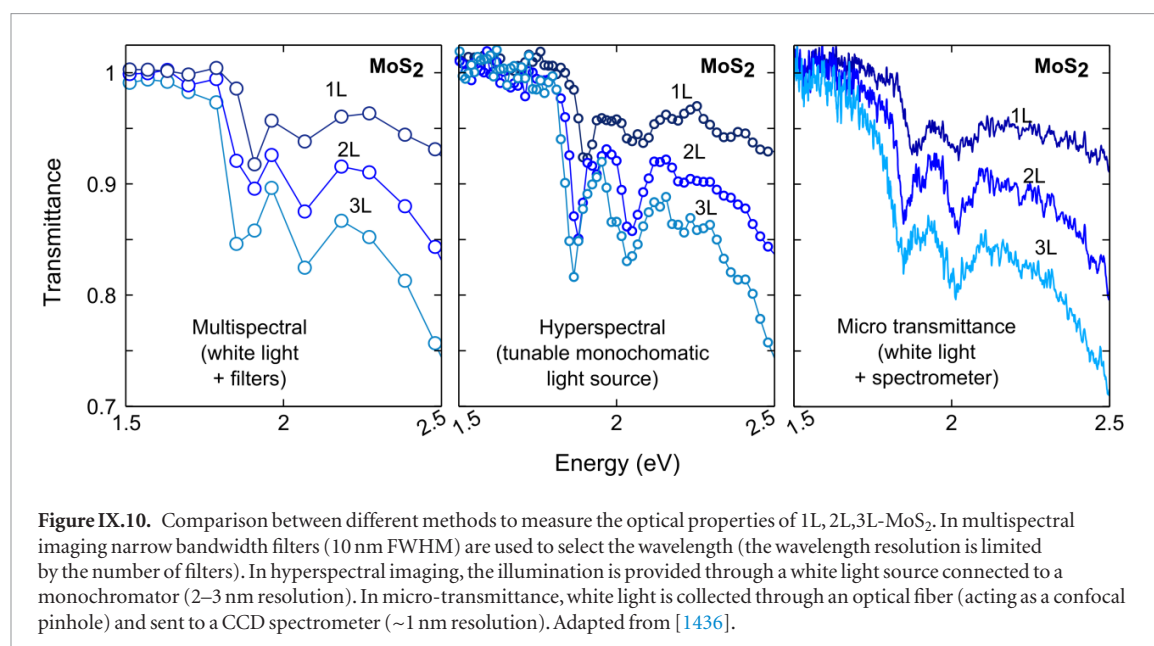 MoS2
1L
2L
3L
Multispectral
(white light
+ filters)
MoS2
1L
2L
3L
Hyperspectral
(tunable monochomatic
light source)
MoS2
1L
2L
3L
Micro transmittance
(white light
+ spectrometer)
1
0.9
0.8
0.7
Transmittance
1.5
2
2.5
1.5
2
2.5
1.5
2
2.5
Energy (eV)
Figure IX.10. Comparison between different methods to measure the optical properties of 1L, 2L,3L-MoS2. In multispectral
imaging narrow bandwidth filters (10 nm FWHM) are used to select the wavelength (the wavelength resolution is limited
by the number of filters). In hyperspectral imaging, the illumination is provided through a white light source connected to a
monochromator (2–3 nm resolution). In micro-transmittance, white light is collected through an optical fiber (acting as a confocal
pinhole) and sent to a CCD spectrometer (~1 nm resolution). Adapted from [1436].